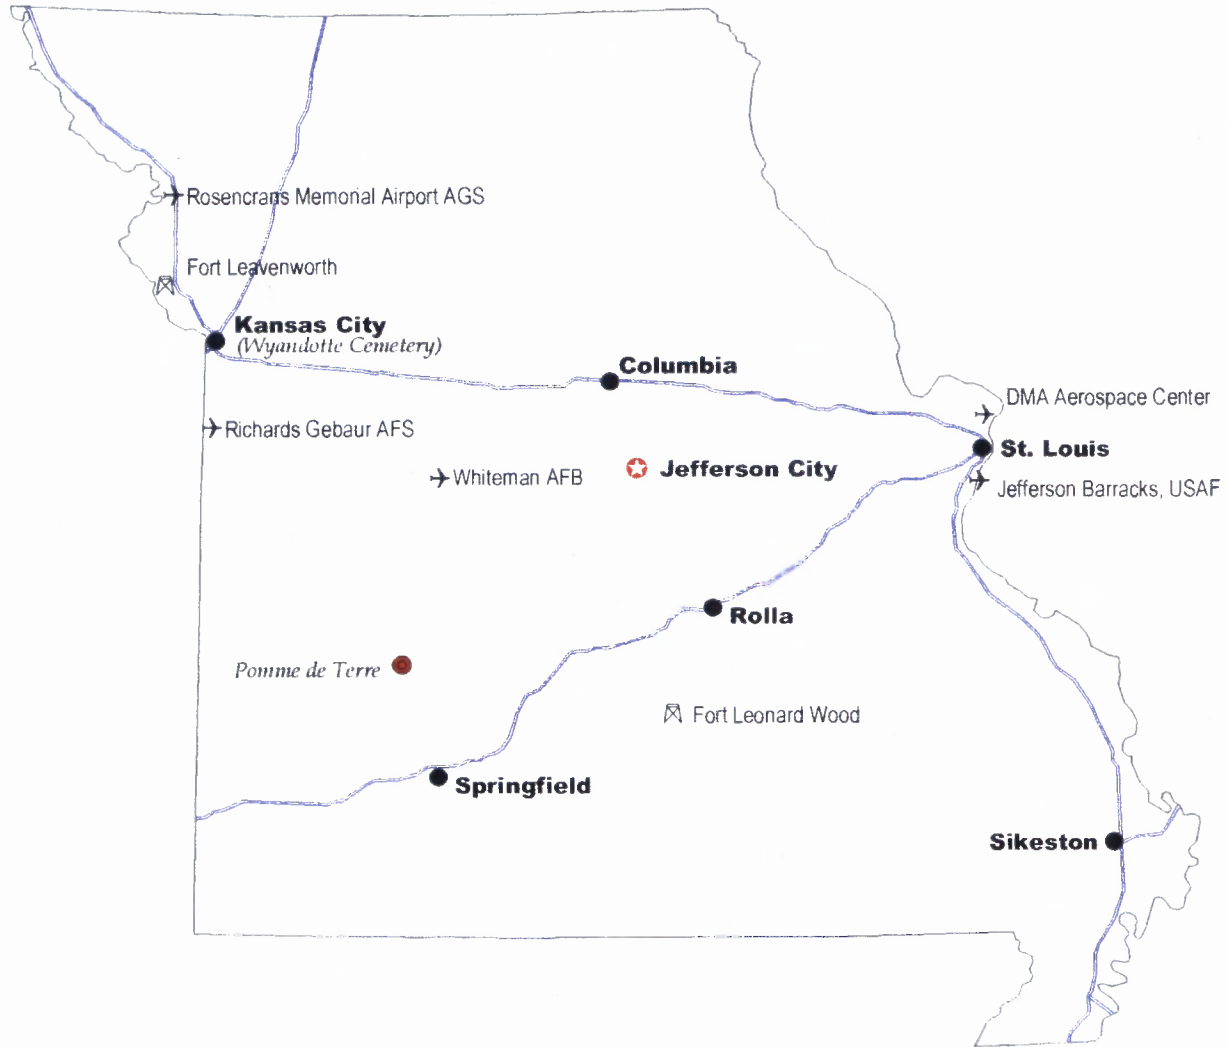 Rosencrans Memorial Airport AGS
Fort Leavenworth
Kansas City
(Wyandotte Cemetery)
Columbia
DMA Aerospace Center
Richards Gebaur AFS
St. Louis
Whiteman AFB
Jefferson City
Jefferson Barracks, USAF
Rolla
Pomme de Terre
Fort Leonard Wood
Springfield
Sikeston